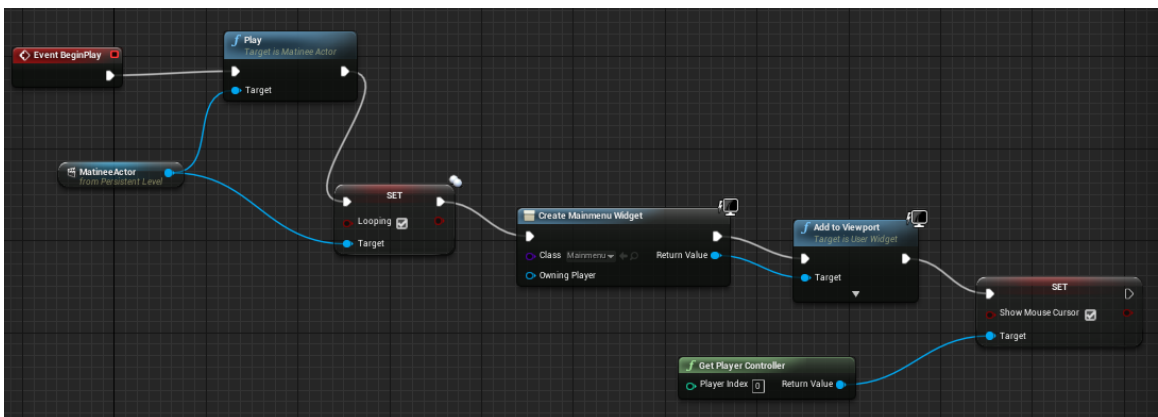 Event BeginPlay
f Play
Target is Matinee Actor
Target
MatineeActor
from Persistent Level
SET
Looping
Target
Create Mainmenu Widget
Class Mainmenu Return Value
Owning Player
f Add to Viewport
Target is User Widget
Target
SET
Show Mouse Cursor
Target
f Get Player Controller
Player Index 0 Return Value